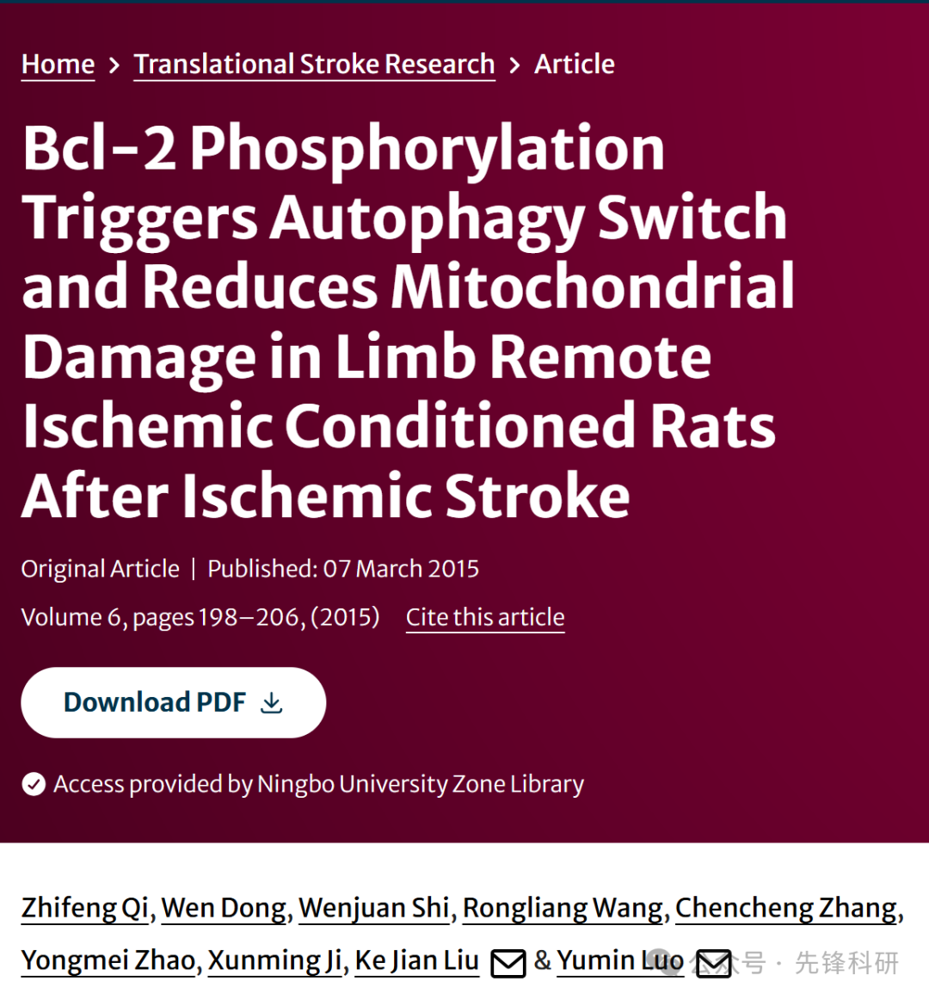 Home > Translational Stroke Research > Article
Bcl-2 Phosphorylation
Triggers Autophagy Switch
and Reduces Mitochondrial
Damage in Limb Remote
Ischemic Conditioned Rats
After Ischemic Stroke
Original Article | Published: 07 March 2015
Volume 6, pages 198–206, (2015) Cite this article
Download PDF
Access provided by Ningbo University Zone Library
Zhifeng Qi, Wen Dong, Wenjuan Shi, Rongliang Wang, Chencheng Zhang,
Yongmei Zhao, Xunming Ji, Ke Jian Liu & Yumin Luo
公众号 · 先锋科研